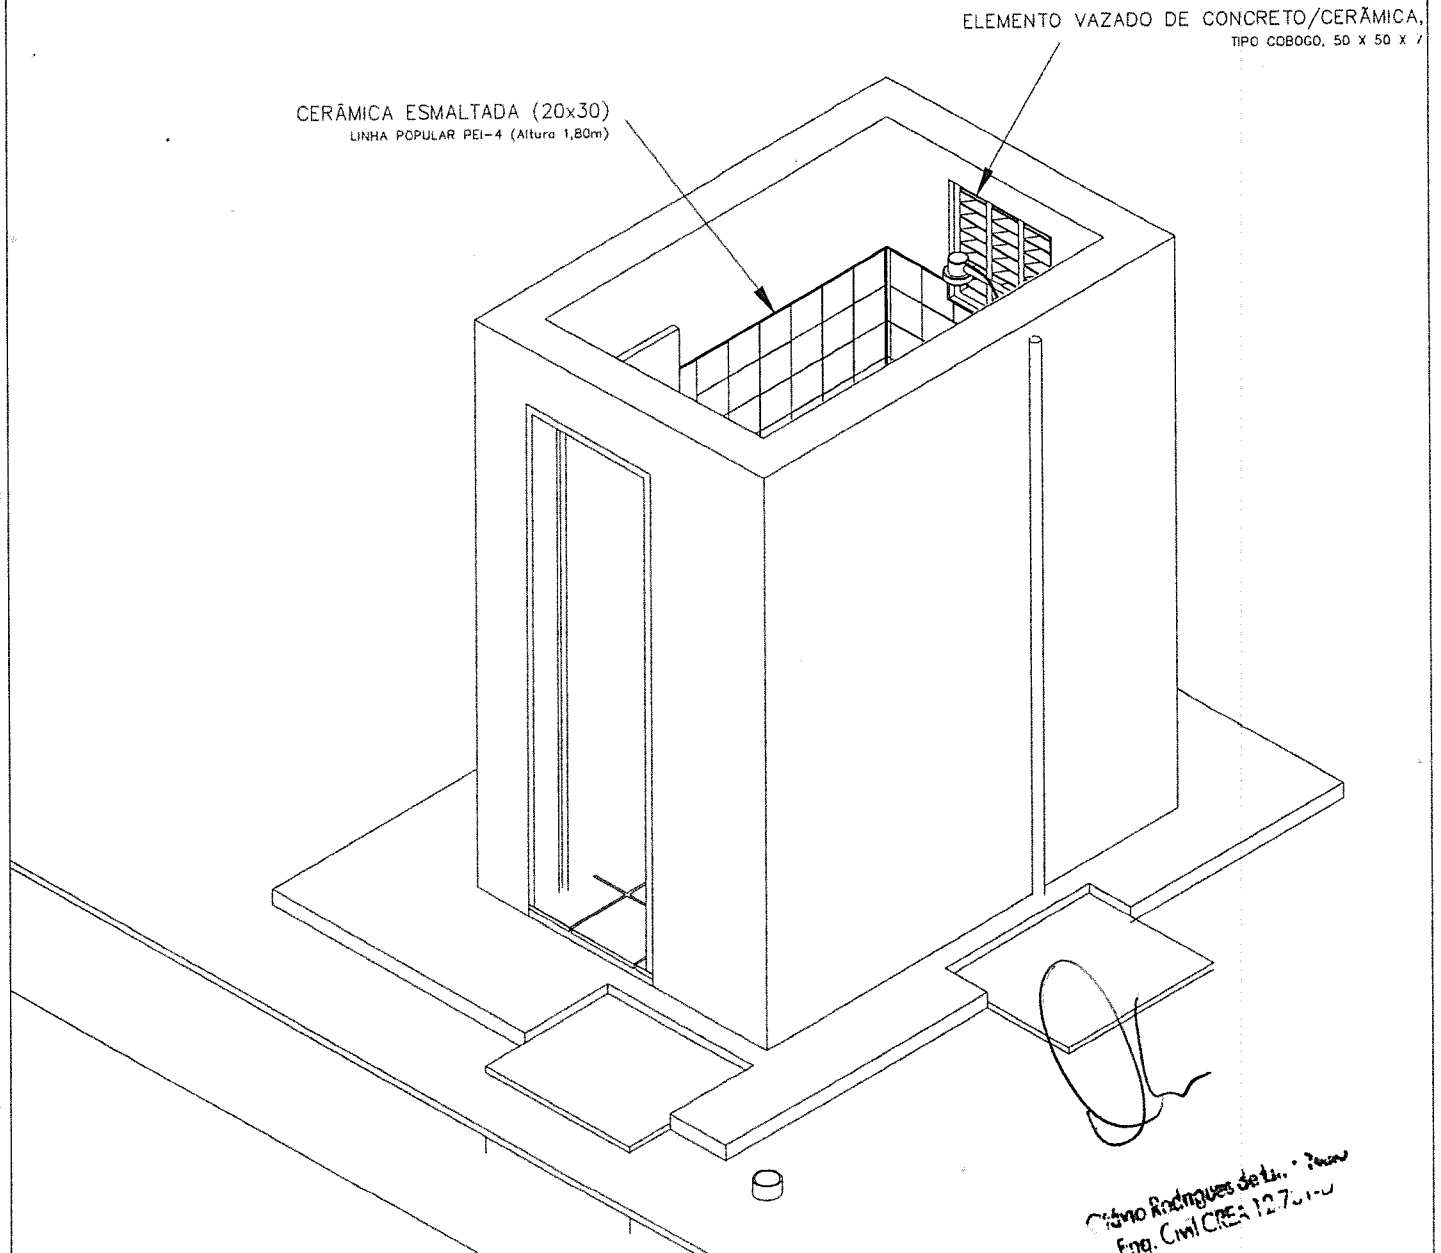 ELEMENTO VAZADO DE CONCRETO/CERÂMICA,
TIPO COBOGO, 50 X 50 X 7
CERÂMICA ESMALTADA (20x30)
LINHA POPULAR PEI-4 (Altura 1,80m)
Rodrigues de
Eng. Civil CREA